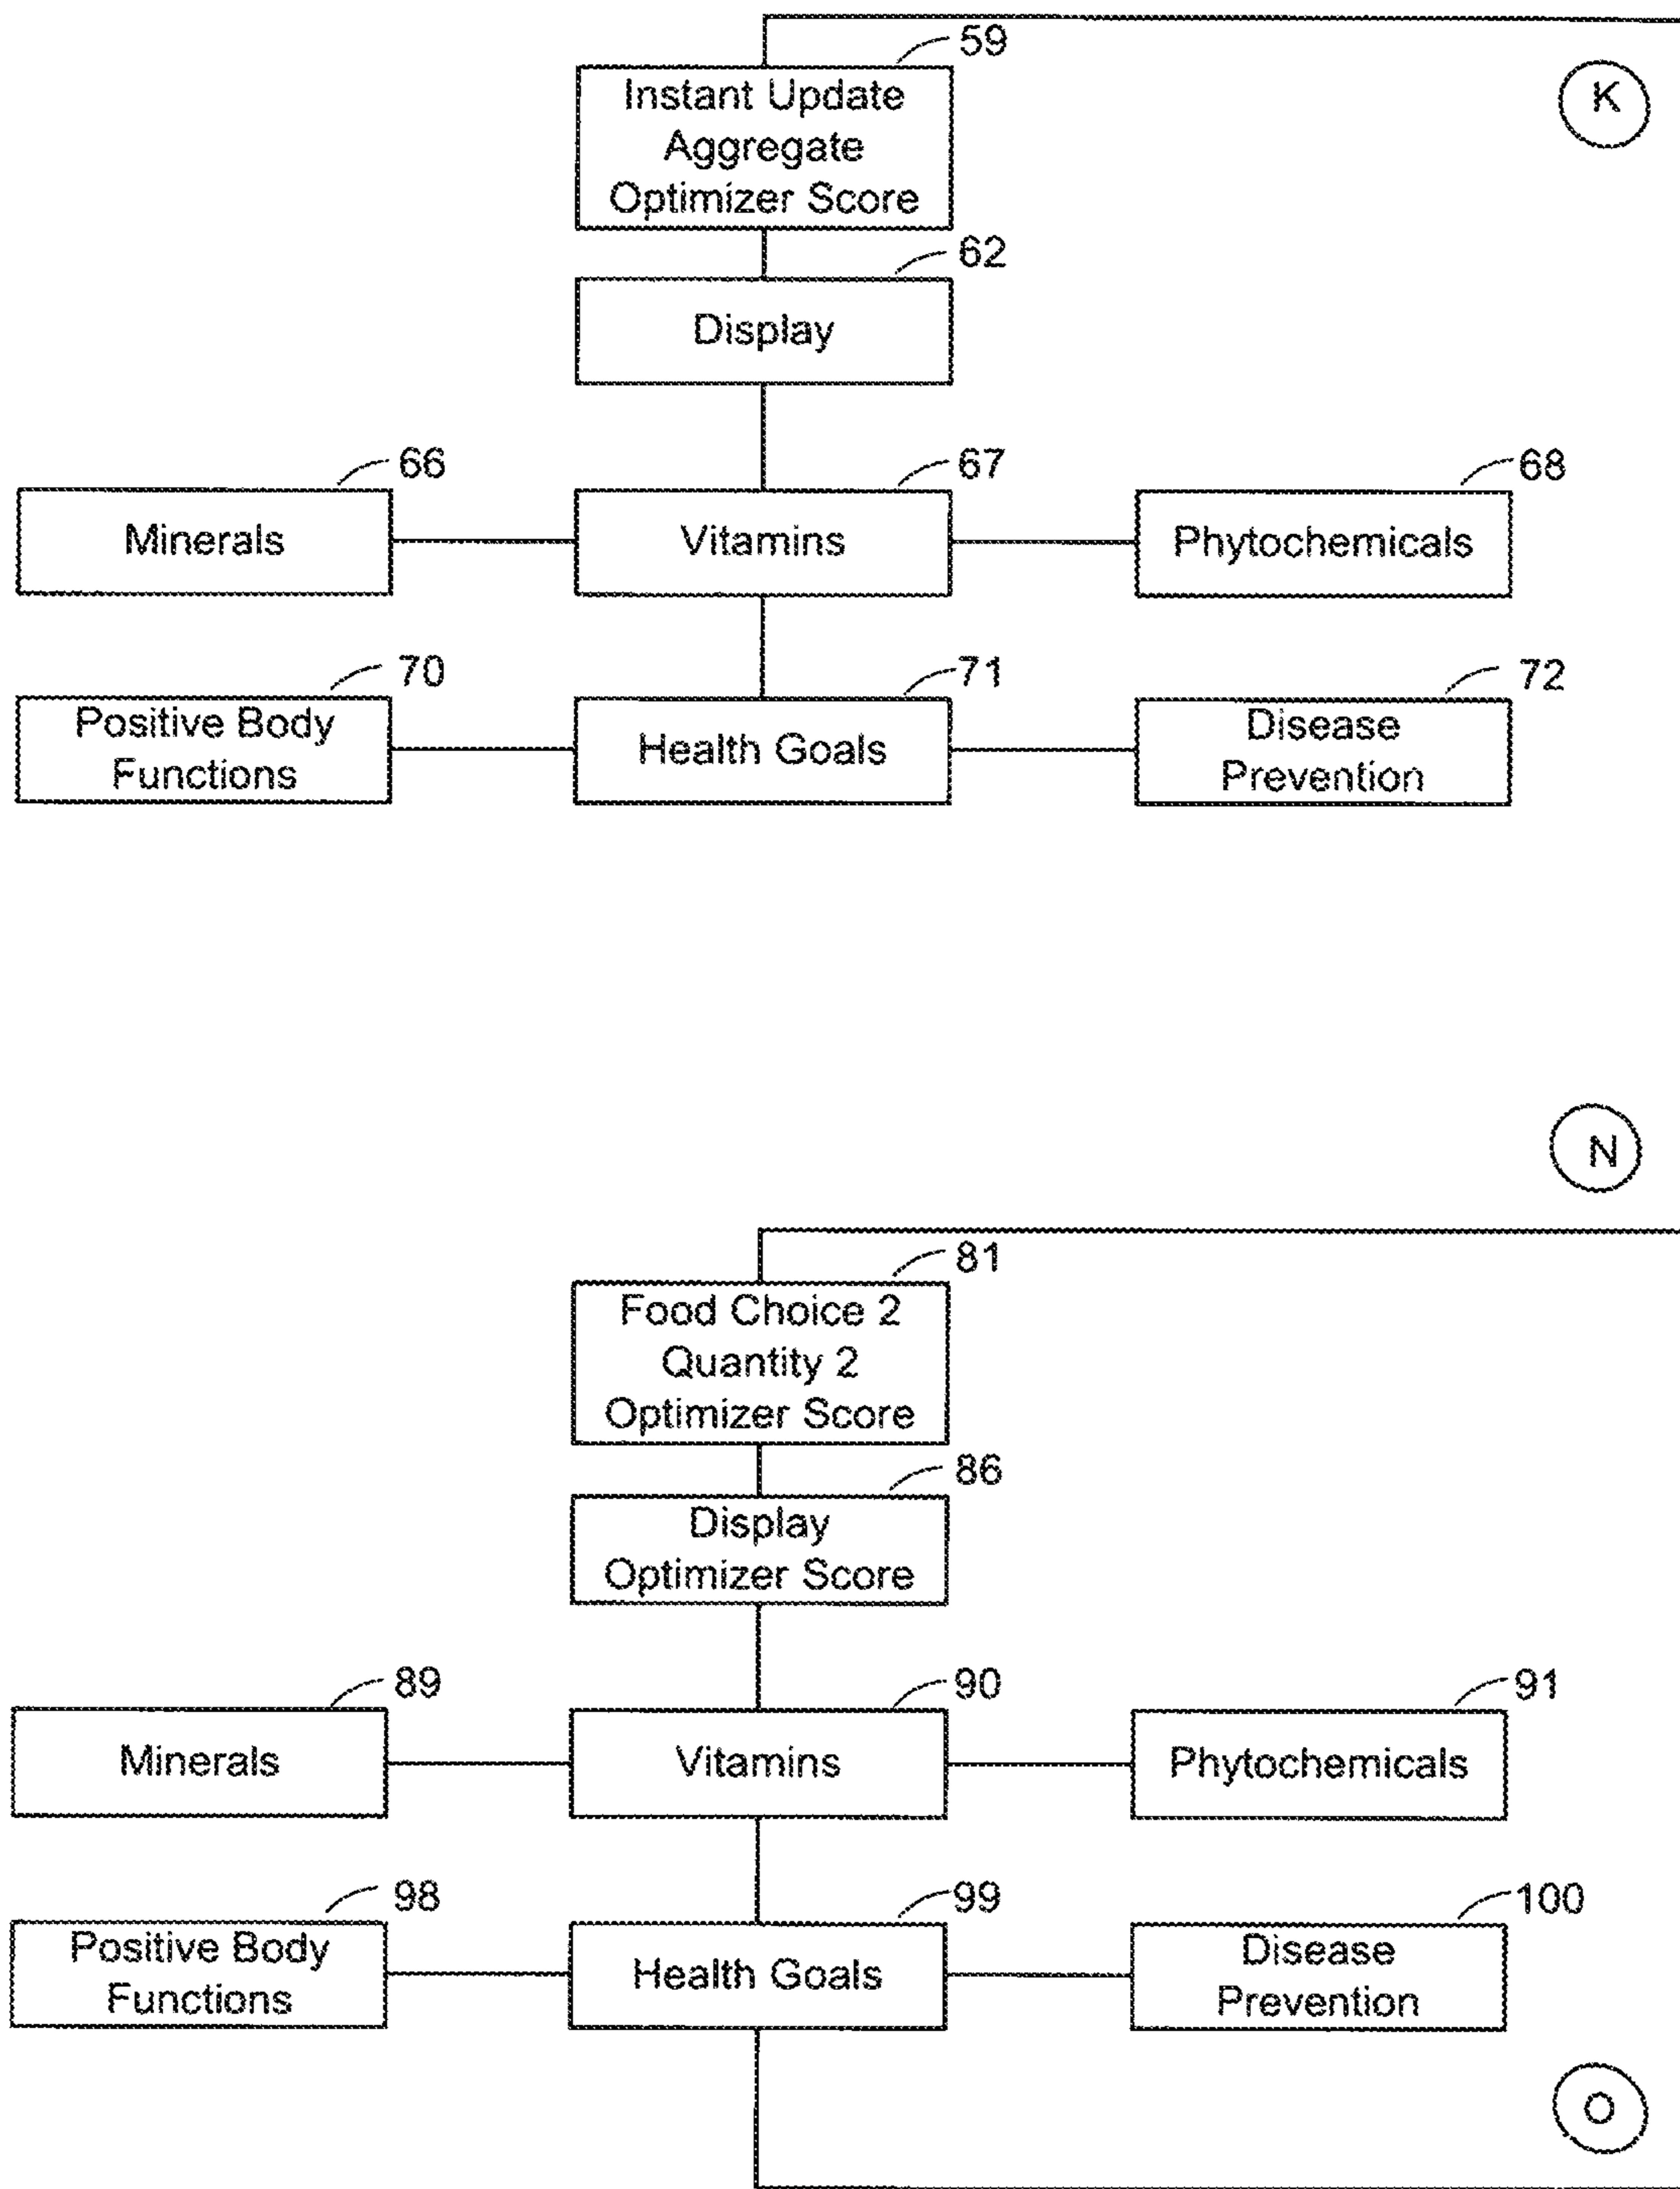 59
K
Instant Update
Aggregate
Optimizer Score
62
Display
66
67
68
Minerals
Vitamins
Phytochemicals
70
71
72
Positive Body
Functions
Health Goals
Disease
Prevention
N
81
Food Choice 2
Quantity 2
Optimizer Score
86
Display
Optimizer Score
89
90
91
Minerals
Vitamins
Phytochemicals
98
99
100
Positive Body
Functions
Health Goals
Disease
Prevention
O